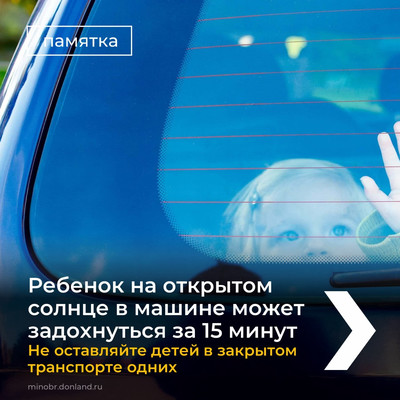 памятка
Ребенок на открытом
солнце в машине может
задохнуться за 15 минут
Не оставляйте детей в закрытом
транспорте одних
minobr.donland.ru